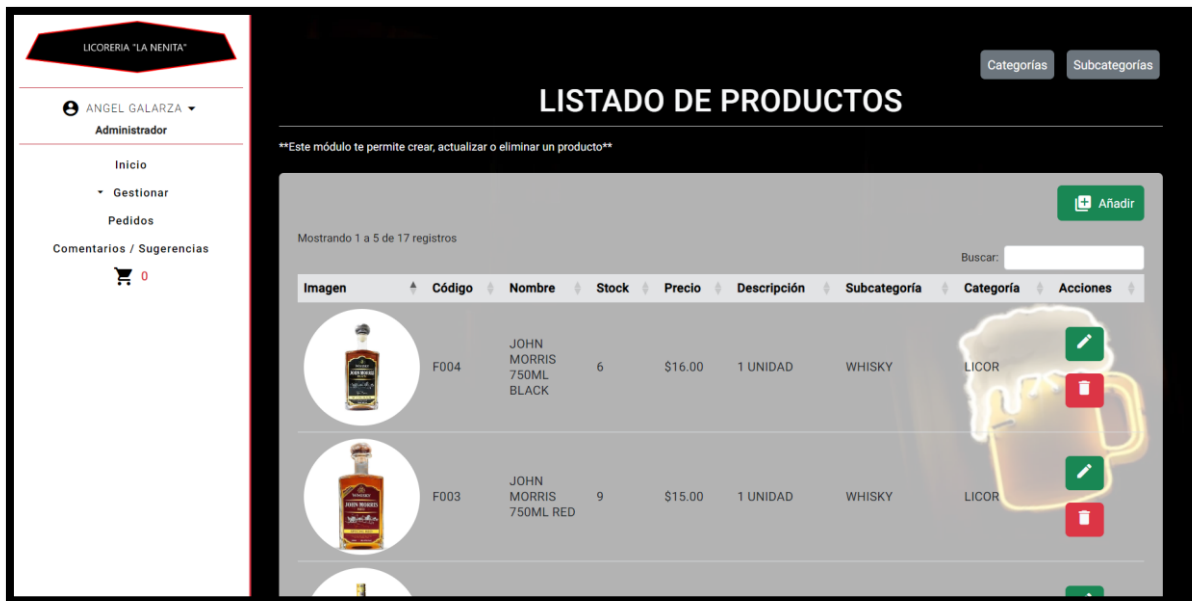 LICORERIA "LA NENITA"
ANGEL GALARZA
Administrador
Inicio
Gestionar
Pedidos
Comentarios / Sugerencias
0
Categorías
Subcategorías
LISTADO DE PRODUCTOS
**Este módulo te permite crear, actualizar o eliminar un producto**
Añadir
Mostrando 1 a 5 de 17 registros
Buscar:
Imagen Código Nombre Stock Precio Descripción Subcategoría Categoría Acciones
JOHN
MORRIS
750ML
BLACK
F004 6 $16.00 1 UNIDAD WHISKY LICOR
JOHN
MORRIS
750ML RED
F003 9 $15.00 1 UNIDAD WHISKY LICOR
WHISKY
JOHN MORRIS